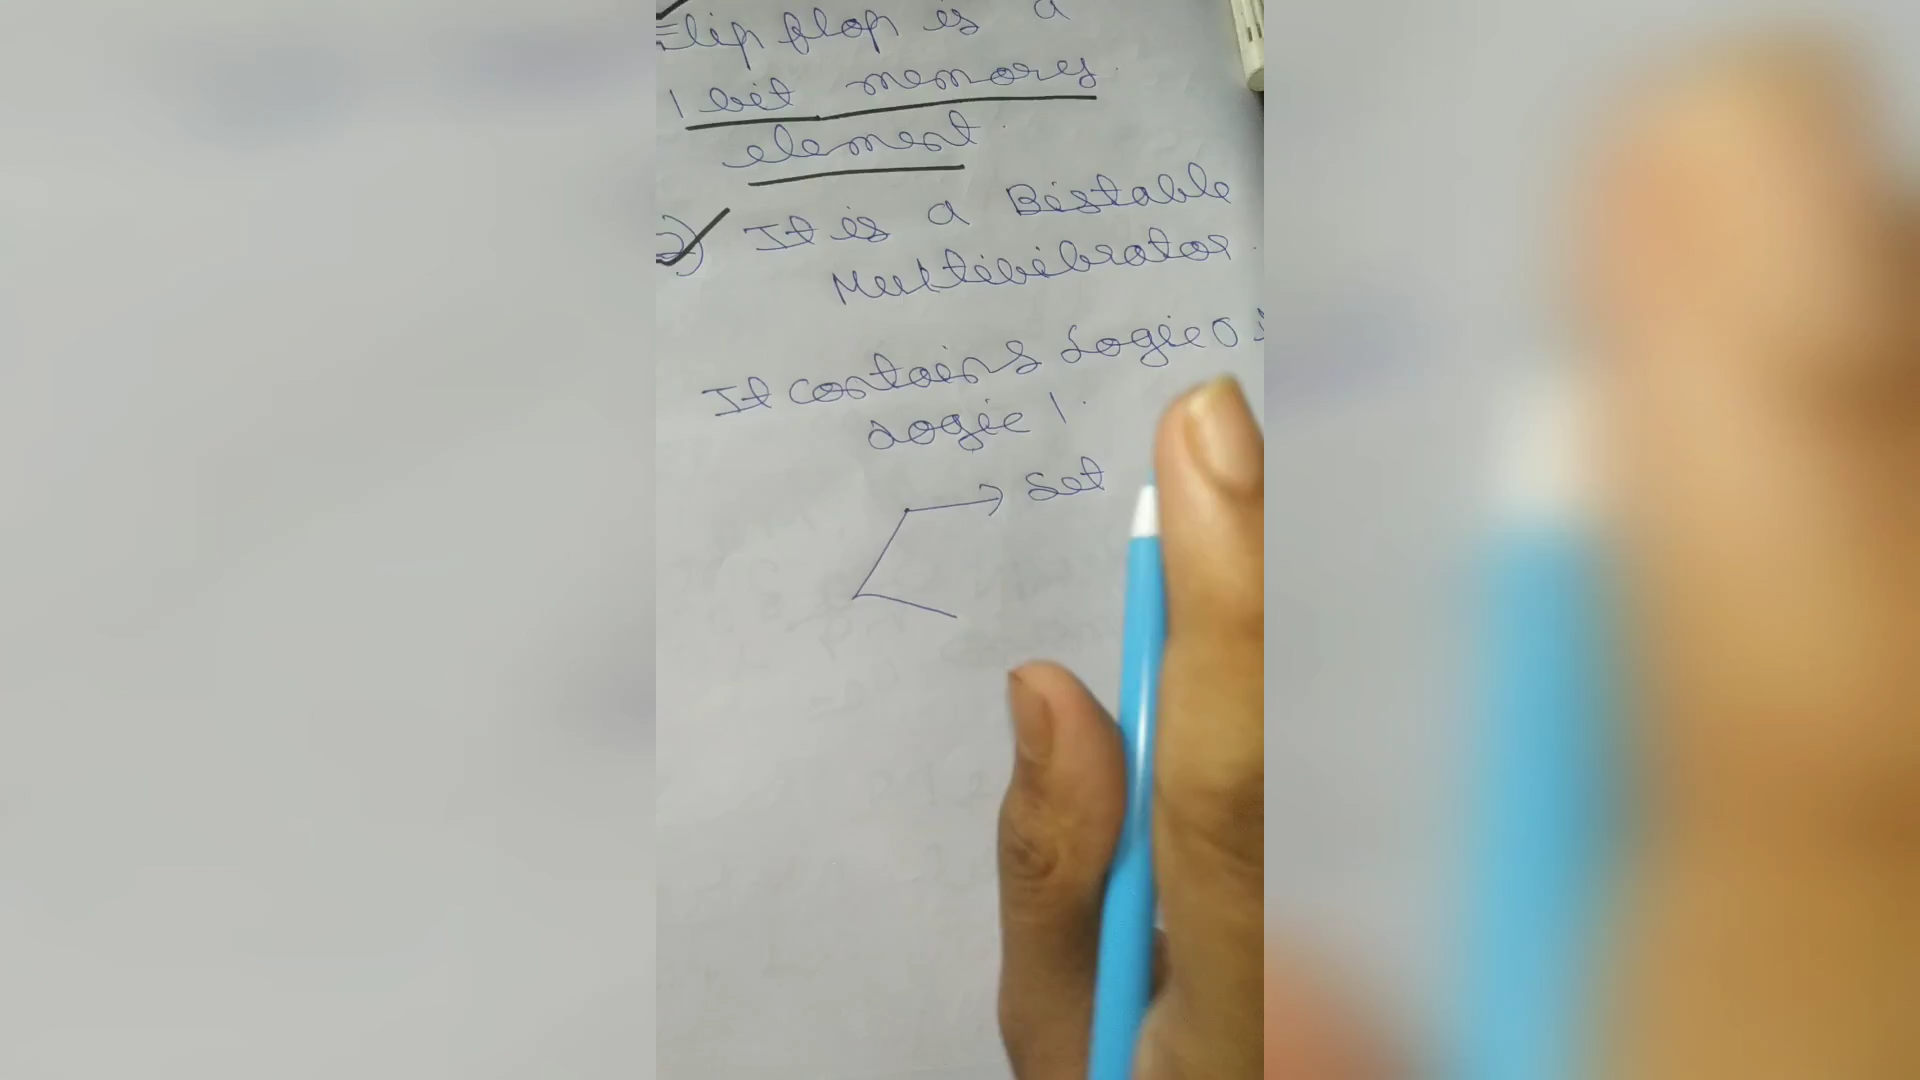 Flip flop is a
1 bit memory
element.
2) It is a Bistable
Multivibrator.
It contains Logic 0
Logic 1.
Set